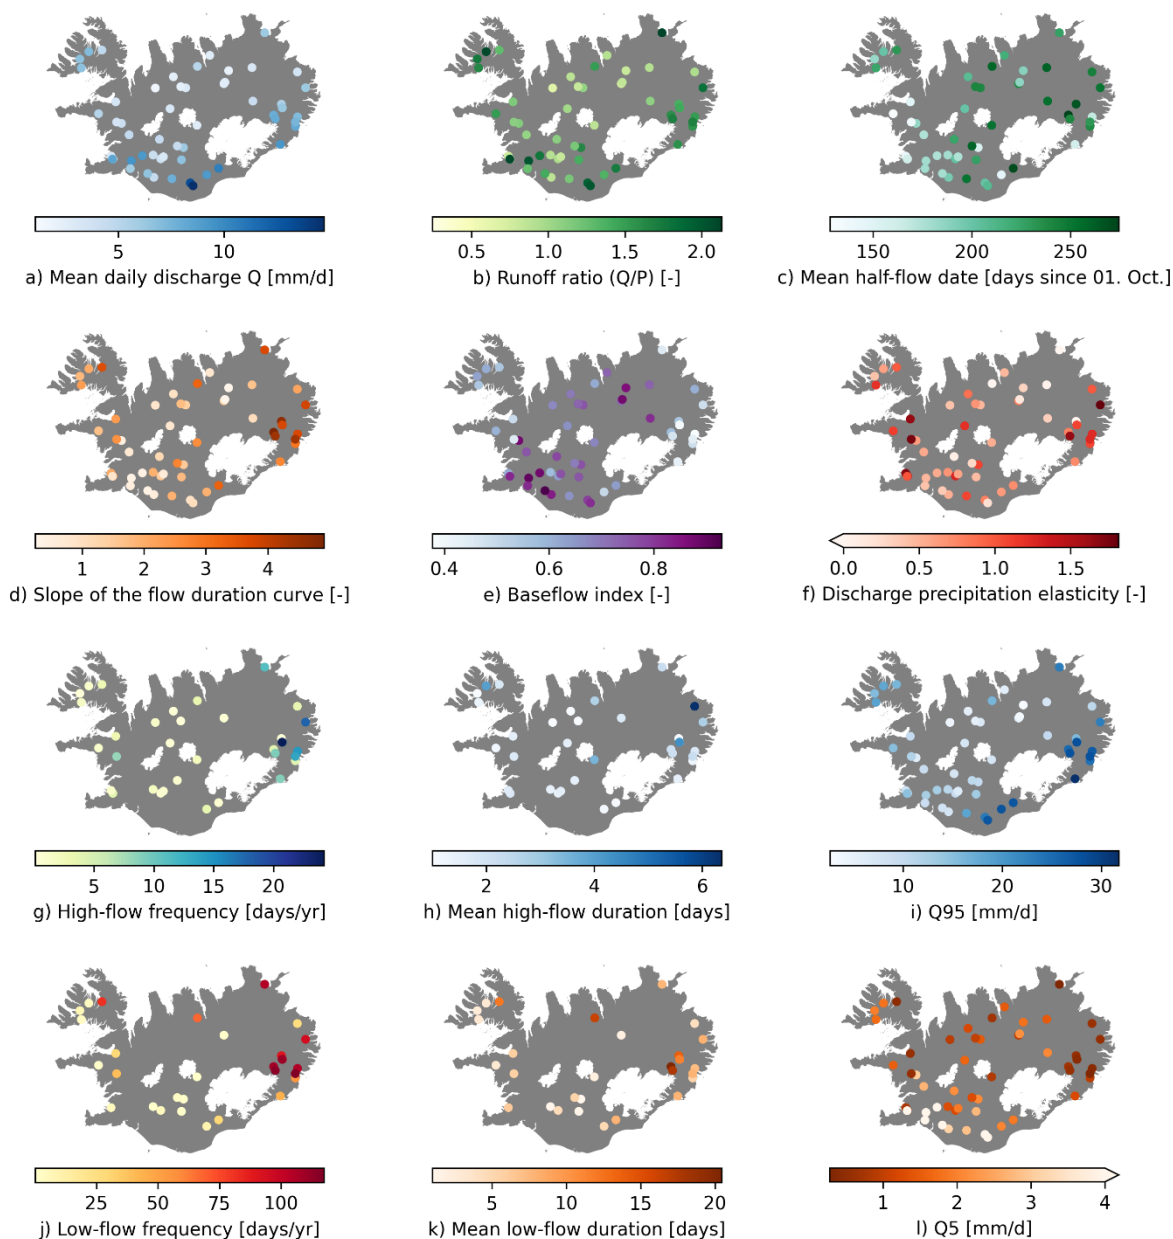 5 10
a) Mean daily discharge Q [mm/d]
0.5 1.0 1.5 2.0
b) Runoff ratio (Q/P) [-]
150 200 250
c) Mean half-flow date [days since 01. Oct.]
1 2 3 4
d) Slope of the flow duration curve [-]
0.4 0.6 0.8
e) Baseflow index [-]
0.0 0.5 1.0 1.5
f) Discharge precipitation elasticity [-]
5 10 15 20
g) High-flow frequency [days/yr]
2 4 6
h) Mean high-flow duration [days]
10 20 30
i) Q95 [mm/d]
25 50 75 100
j) Low-flow frequency [days/yr]
5 10 15 20
k) Mean low-flow duration [days]
1 2 3 4
l) Q5 [mm/d]